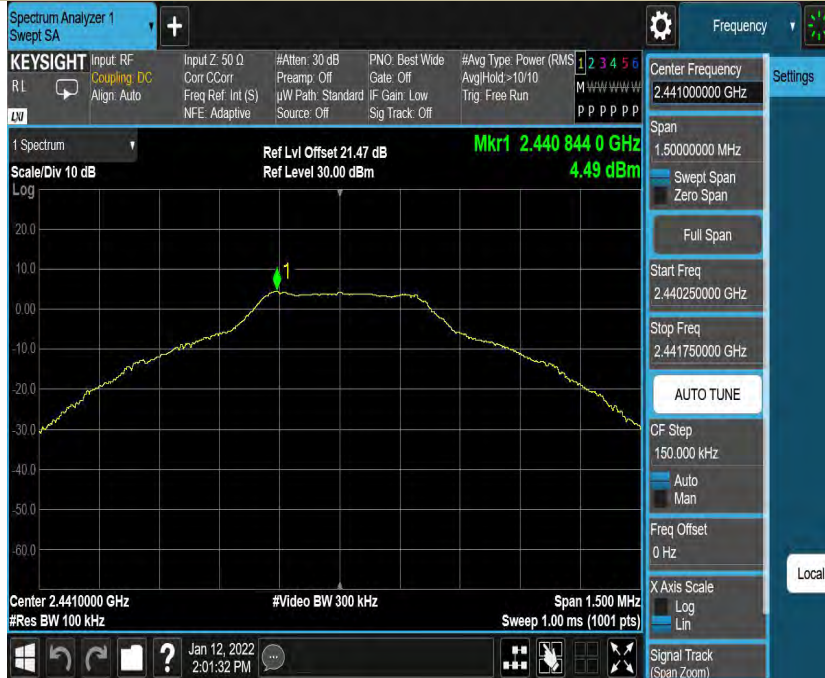 Spectrum Analyzer 1
Swept SA
+
Frequency
KEYSIGHT
RL
LXI
Input: RF
Coupling: DC
Align: Auto
Input Z: 50 Ω
Corr CCorr
Freq Ref: Int (S)
NFE: Adaptive
#Atten: 30 dB
Preamp: Off
µW Path: Standard
Source: Off
PNO: Best Wide
Gate: Off
IF Gain: Low
Sig Track: Off
#Avg Type: Power (RMS
Avg|Hold:>10/10
Trig: Free Run
1 2 3 4 5 6
M W W W W W
P P P P P P
1 Spectrum
Scale/Div 10 dB
Log
Ref Lvl Offset 21.47 dB
Ref Level 30.00 dBm
Mkr1 2.440 844 0 GHz
4.49 dBm
1
20.0
10.0
0.00
-10.0
-20.0
-30.0
-40.0
-50.0
-60.0
Center 2.4410000 GHz
#Res BW 100 kHz
#Video BW 300 kHz
Span 1.500 MHz
Sweep 1.00 ms (1001 pts)
?
Jan 12, 2022
2:01:32 PM
Center Frequency
2.441000000 GHz
Span
1.50000000 MHz
Swept Span
Zero Span
Full Span
Start Freq
2.440250000 GHz
Stop Freq
2.441750000 GHz
AUTO TUNE
CF Step
150.000 kHz
Auto
Man
Freq Offset
0 Hz
X Axis Scale
Log
Lin
Signal Track
(Span Zoom)
Settings
Local